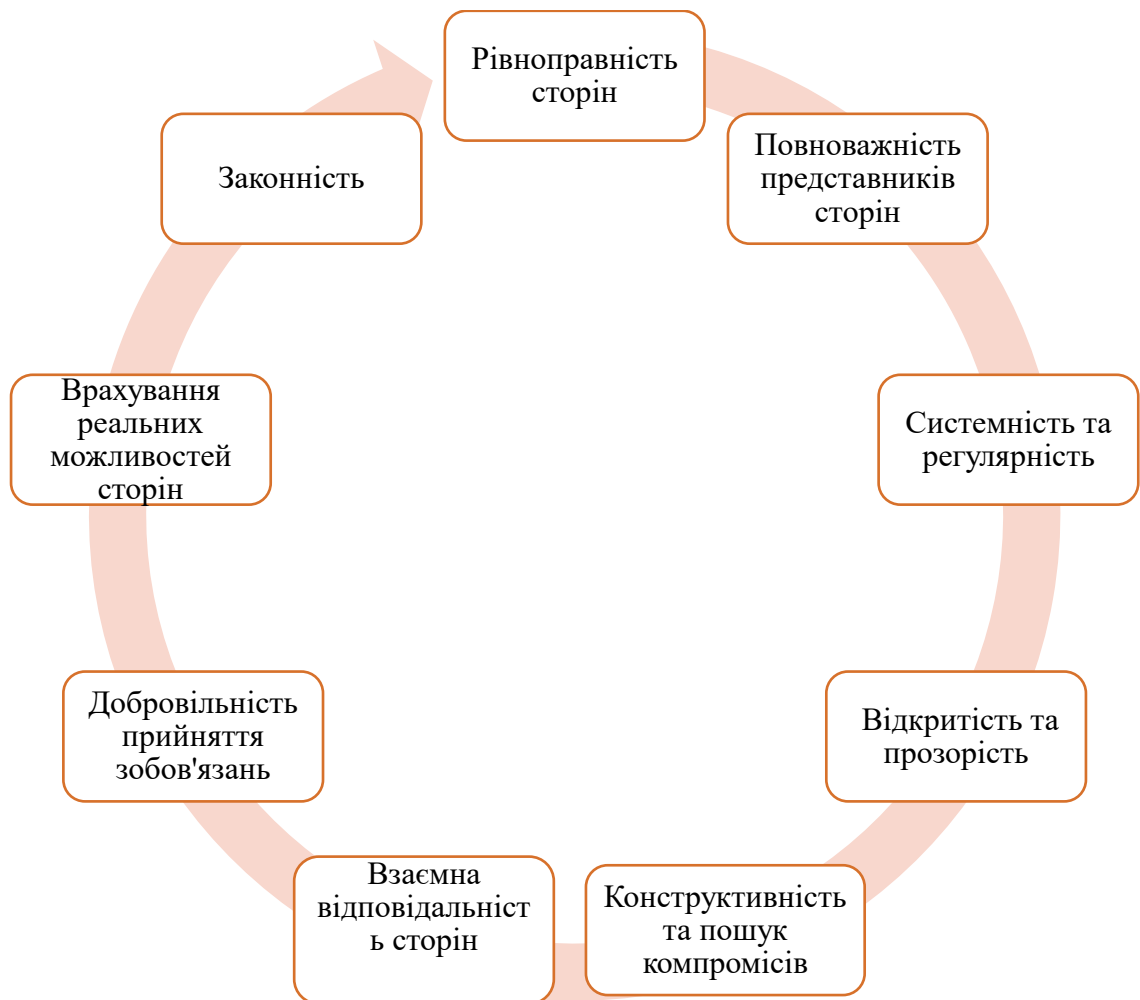 Рівноправність
сторін
Повноважність
представників
сторін
Системність та
регулярність
Відкритість та
прозорість
Конструктивність
та пошук
компромісів
Взаємна
відповідальніст
ь сторін
Добровільність
прийняття
зобов'язань
Врахування
реальних
можливостей
сторін
Законність